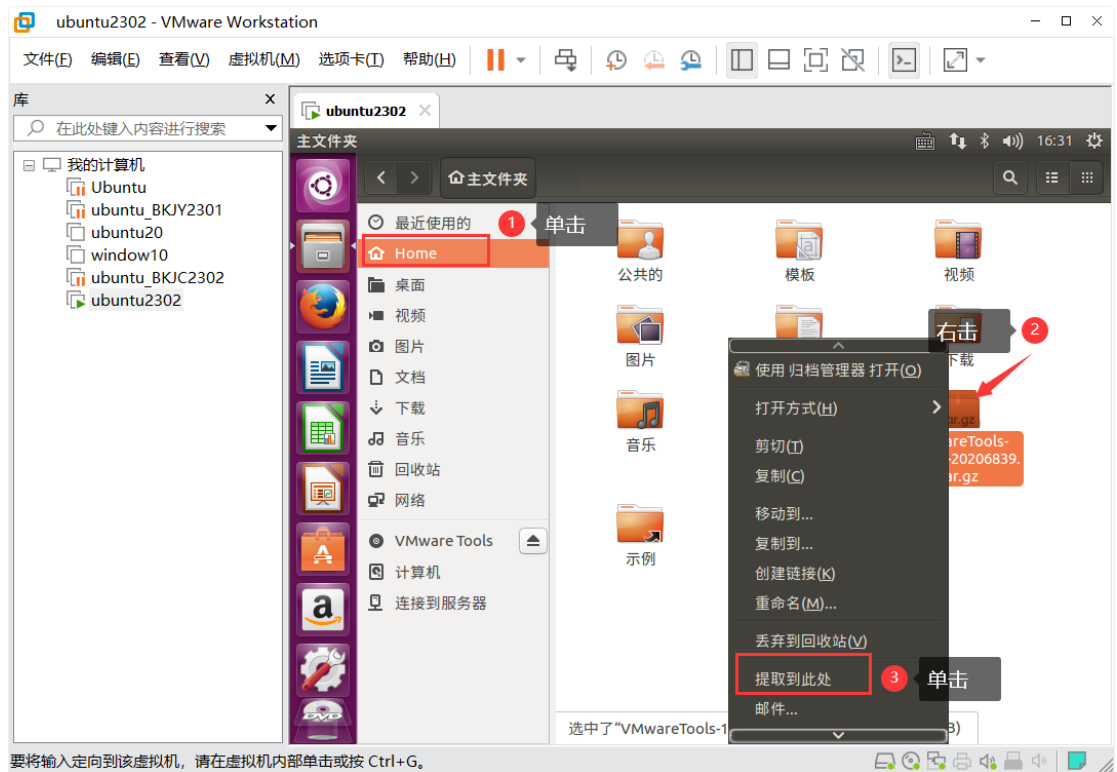 ubuntu2302 - VMware Workstation
文件(F) 编辑(E) 查看(V) 虚拟机(M) 选项卡(T) 帮助(H)
库
在此处键入内容进行搜索
我的计算机
Ubuntu
ubuntu_BKJY2301
ubuntu20
window10
ubuntu_BKJC2302
ubuntu2302
ubuntu2302
主文件夹
16:31
主文件夹
最近使用的
1 单击
Home
桌面
视频
图片
文档
下载
音乐
回收站
网络
VMware Tools
计算机
连接到服务器
公共的
模板
视频
图片
下载
音乐
示例
右击 2
ar.gz
areTools-
-20206839.
ar.gz
使用 归档管理器 打开(O)
打开方式(H)
剪切(T)
复制(C)
移动到...
复制到...
创建链接(K)
重命名(M)...
丢弃到回收站(V)
提取到此处
3 单击
邮件...
选中了"VMwareTools-1
B)
要将输入定向到该虚拟机，请在虚拟机内部单击或按 Ctrl+G。